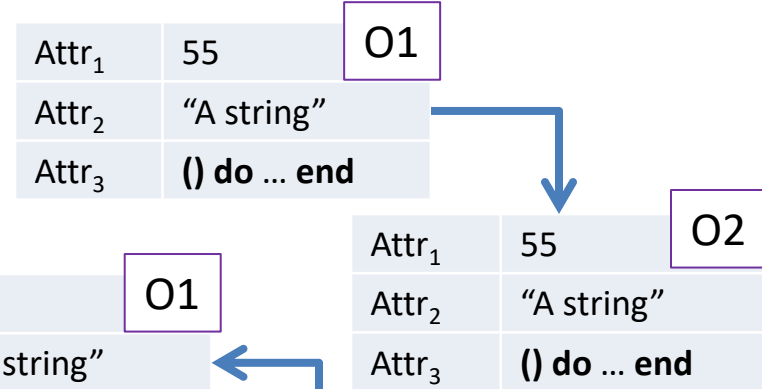 Attr₁ 55 O1
Attr₂ “A string”
Attr₃ () do … end
Attr₁ 55 O2
Attr₂ “A string”
Attr₃ () do … end
O1
string”